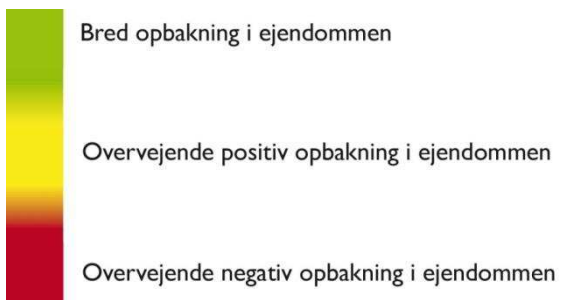 Bred opbakning i ejendommen
Overvejende positiv opbakning i ejendommen
Overvejende negativ opbakning i ejendommen